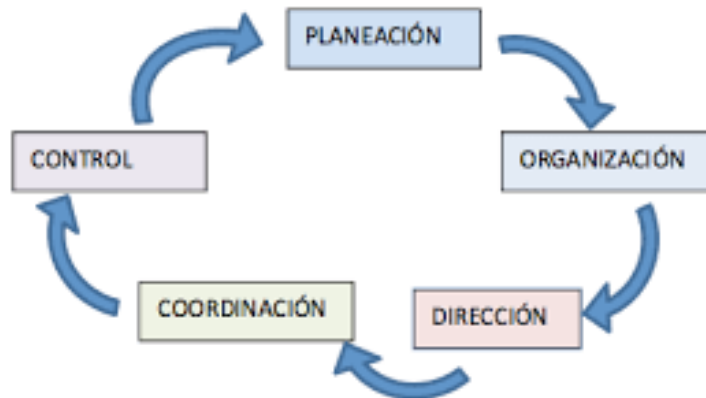 PLANEACIÓN
ORGANIZACIÓN
DIRECCIÓN
COORDINACIÓN
CONTROL